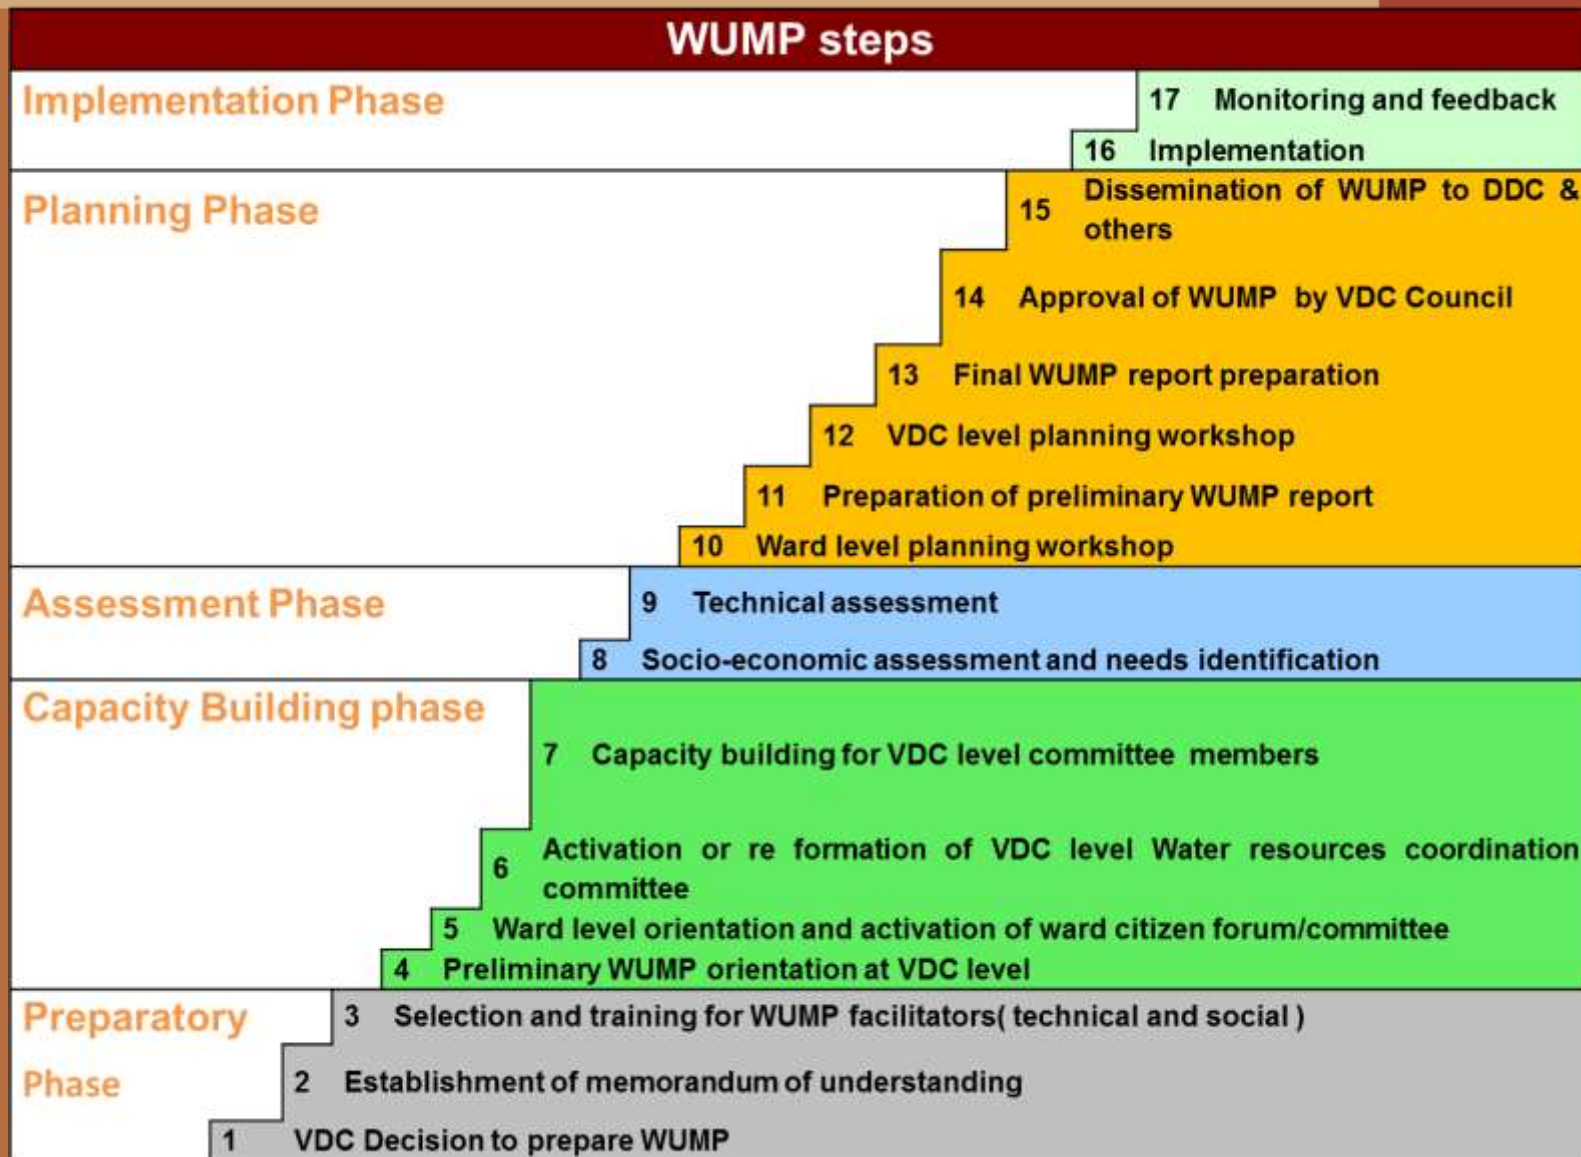 WUMP steps
Implementation Phase
17 Monitoring and feedback
16 Implementation
Planning Phase
15 Dissemination of WUMP to DDC &
others
14 Approval of WUMP by VDC Council
13 Final WUMP report preparation
12 VDC level planning workshop
11 Preparation of preliminary WUMP report
10 Ward level planning workshop
Assessment Phase
9 Technical assessment
8 Socio-economic assessment and needs identification
Capacity Building phase
7 Capacity building for VDC level committee members
6 Activation or re formation of VDC level Water resources coordination
committee
5 Ward level orientation and activation of ward citizen forum/committee
4 Preliminary WUMP orientation at VDC level
Preparatory
Phase
3 Selection and training for WUMP facilitators( technical and social )
2 Establishment of memorandum of understanding
1 VDC Decision to prepare WUMP